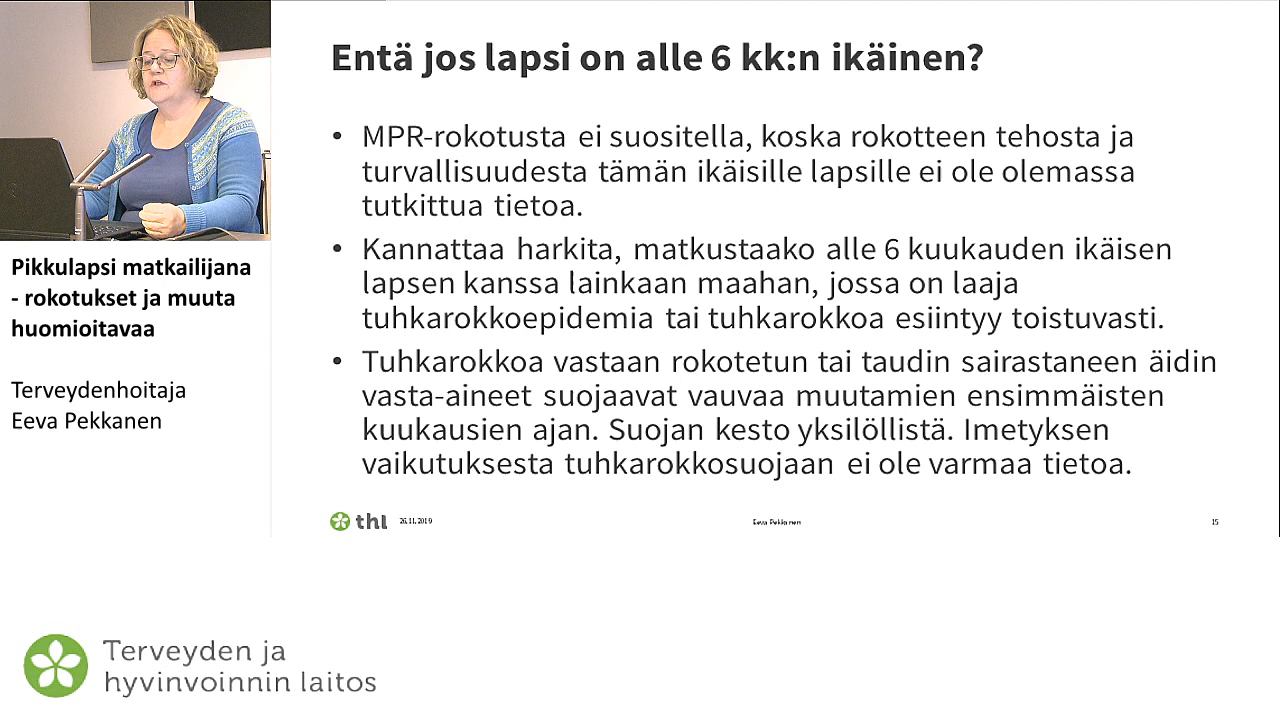 Entä jos lapsi on alle 6 kk:n ikäinen?
• MPR-rokotusta ei suositella, koska rokotteen tehosta ja
turvallisuudesta tämän ikäisille lapsille ei ole olemassa
tutkittua tietoa.
• Kannattaa harkita, matkustaako alle 6 kuukauden ikäisen
lapsen kanssa lainkaan maahan, jossa on laaja
tuhkarokkoepidemia tai tuhkarokkoa esiintyy toistuvasti.
• Tuhkarokkoa vastaan rokotetun tai taudin sairastaneen äidin
vasta-aineet suojaavat vauvaa muutamien ensimmäisten
kuukausien ajan. Suojan kesto yksilöllistä. Imetyksen
vaikutuksesta tuhkarokkosuojaan ei ole varmaa tietoa.
thl 26.11.2019 Eeva Pekkanen 15
Pikkulapsi matkailijana
- rokotukset ja muuta
huomioitavaa
Terveydenhoitaja
Eeva Pekkanen
Terveyden ja
hyvinvoinnin laitos